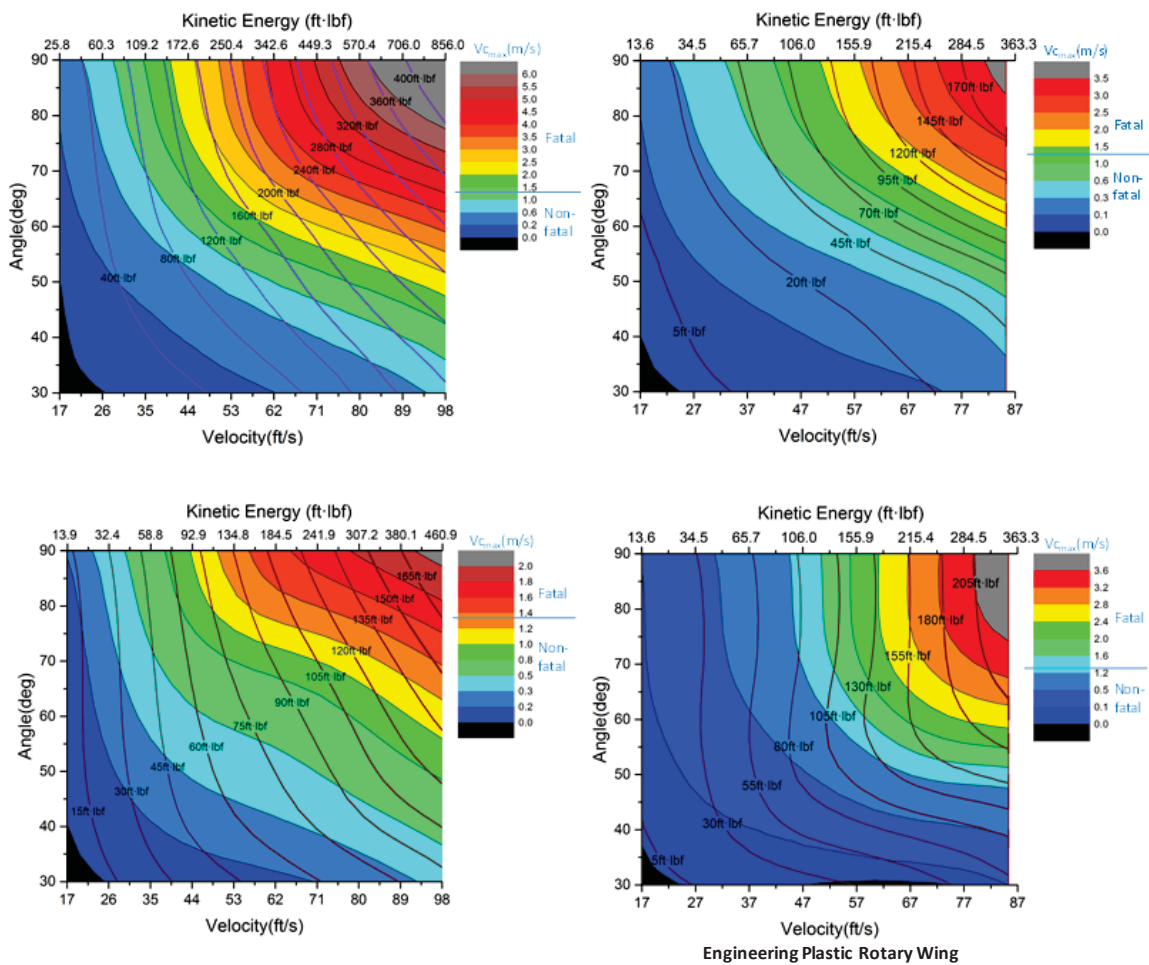 Kinetic Energy (ft·lbf)
25.8 60.3 109.2 172.6 250.4 342.6 449.3 570.4 706.0 856.0
Vcmax(m/s)
90
80
70
60
50
40
30
Angle(deg)
400ft·lbf
360ft·lbf
320ft·lbf
280ft·lbf
240ft·lbf
200ft·lbf
160ft·lbf
120ft·lbf
80ft·lbf
40ft·lbf
6.0
5.5
5.0
4.5
4.0
3.5
3.0
2.5
2.0
1.5
1.0
0.6
0.2
0.0
Fatal
Non-
fatal
17 26 35 44 53 62 71 80 89 98
Velocity(ft/s)
Kinetic Energy (ft·lbf)
13.6 34.5 65.7 106.0 155.9 215.4 284.5 363.3
Vcmax(m/s)
90
80
70
60
50
40
30
Angle(deg)
170ft·lbf
145ft·lbf
120ft·lbf
95ft·lbf
70ft·lbf
45ft·lbf
20ft·lbf
5ft·lbf
3.5
3.0
2.5
2.0
1.5
1.0
0.6
0.1
0.0
Fatal
Non-
fatal
17 27 37 47 57 67 77 87
Velocity(ft/s)
Kinetic Energy (ft·lbf)
13.9 32.4 58.8 92.9 134.8 184.5 241.9 307.2 380.1 460.9
Vcmax(m/s)
90
80
70
60
50
40
30
Angle(deg)
165ft·lbf
150ft·lbf
135ft·lbf
120ft·lbf
105ft·lbf
90ft·lbf
75ft·lbf
60ft·lbf
45ft·lbf
30ft·lbf
15ft·lbf
2.0
1.8
1.6
1.4
1.2
1.0
0.8
0.5
0.3
0.2
0.0
Fatal
Non-
fatal
17 26 35 44 53 62 71 80 89 98
Velocity(ft/s)
Kinetic Energy (ft·lbf)
13.6 34.5 65.7 106.0 155.9 215.4 284.5 363.3
Vcmax(m/s)
90
80
70
60
50
40
30
Angle(deg)
205ft·lbf
180ft·lbf
155ft·lbf
130ft·lbf
105ft·lbf
80ft·lbf
55ft·lbf
30ft·lbf
5ft·lbf
3.6
3.2
2.8
2.4
2.0
1.6
1.2
0.5
0.1
0.0
Fatal
Non-
fatal
17 27 37 47 57 67 77 87
Velocity(ft/s)
Engineering Plastic Rotary Wing